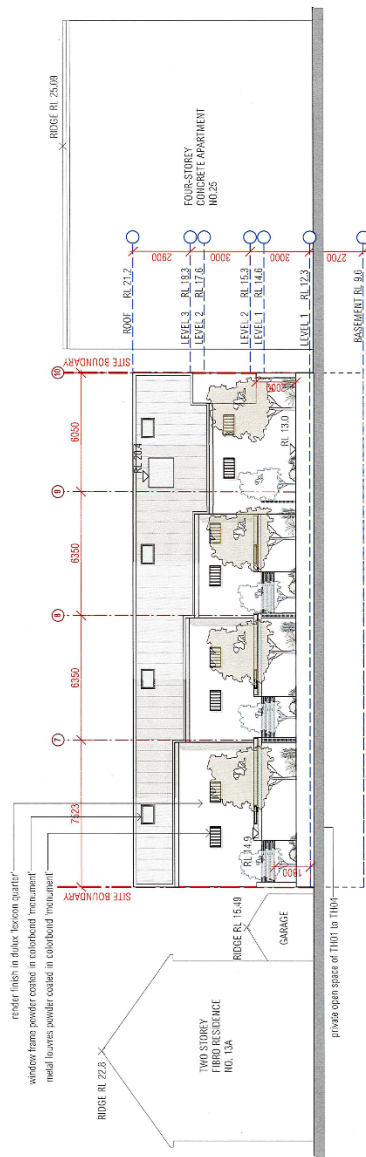 render finish in dulux 'lexicon quarter'
window frame powder coated in colorbond 'monument'
metal louvres powder coated in colorbond 'monument'
RIDGE RL 22.8
TWO STOREY
FIBRO RESIDENCE
NO. 13A
RIDGE RL 15.49
GARAGE
SITE BOUNDARY
7523
7
6350
8
6350
9
6050
10
SITE BOUNDARY
RL 20.4
RL 14.9
1800
RL 13.0
2002
ROOF RL 21.2
LEVEL 3 RL 18.3
LEVEL 2 RL 17.6
LEVEL 2 RL 15.3
LEVEL 1 RL 14.6
LEVEL 1 RL 12.3
BASEMENT RL 9.6
2900
3000
3000
2700
RIDGE RL 25.09
FOUR-STOREY
CONCRETE APARTMENT
NO.25
private open space of TH01 to TH04